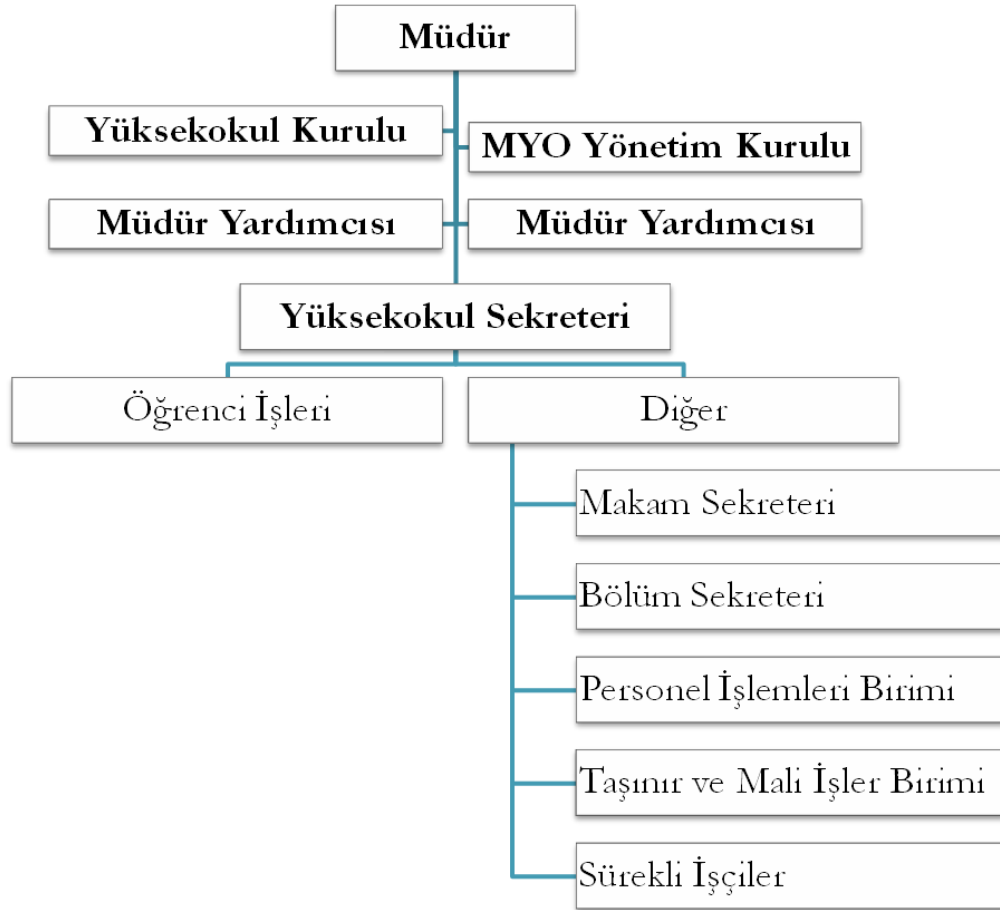 Müdür
Yüksekokul Kurulu
MYO Yönetim Kurulu
Müdür Yardımcısı
Müdür Yardımcısı
Yüksekokul Sekreteri
Öğrenci İşleri
Diğer
Makam Sekreteri
Bölüm Sekreteri
Personel İşlemleri Birimi
Taşınır ve Mali İşler Birimi
Sürekli İşçiler